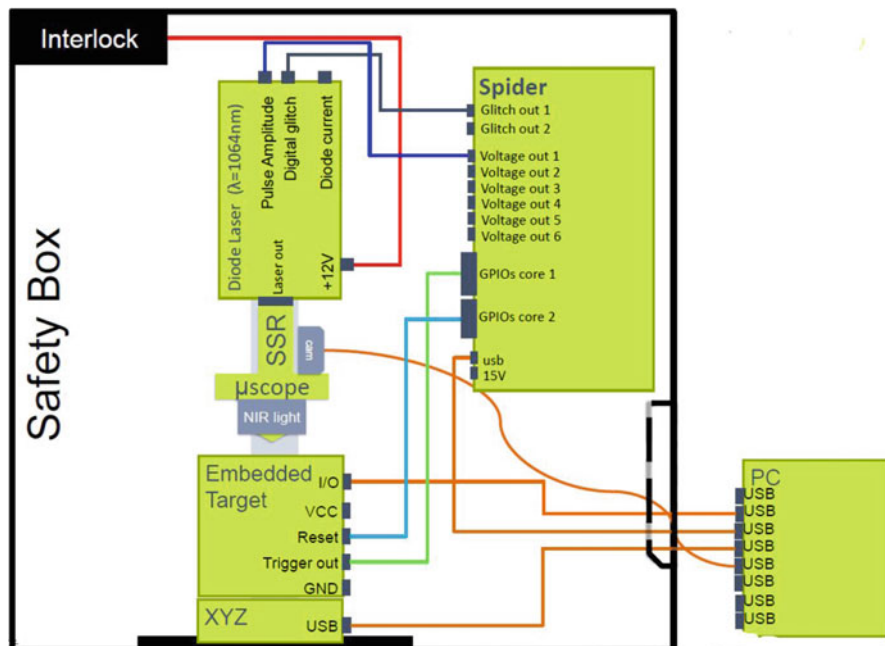 Interlock
Safety Box
Diode Laser (λ=1064nm)
Pulse Amplitude
Digital glitch
Diode current
Laser out
+12V
Spider
Glitch out 1
Glitch out 2
Voltage out 1
Voltage out 2
Voltage out 3
Voltage out 4
Voltage out 5
Voltage out 6
GPIOs core 1
GPIOs core 2
usb
15V
SSR
cam
μscope
NIR light
Embedded
Target
I/O
VCC
Reset
Trigger out
GND
XYZ
USB
PC
USB
USB
USB
USB
USB
USB
USB
USB